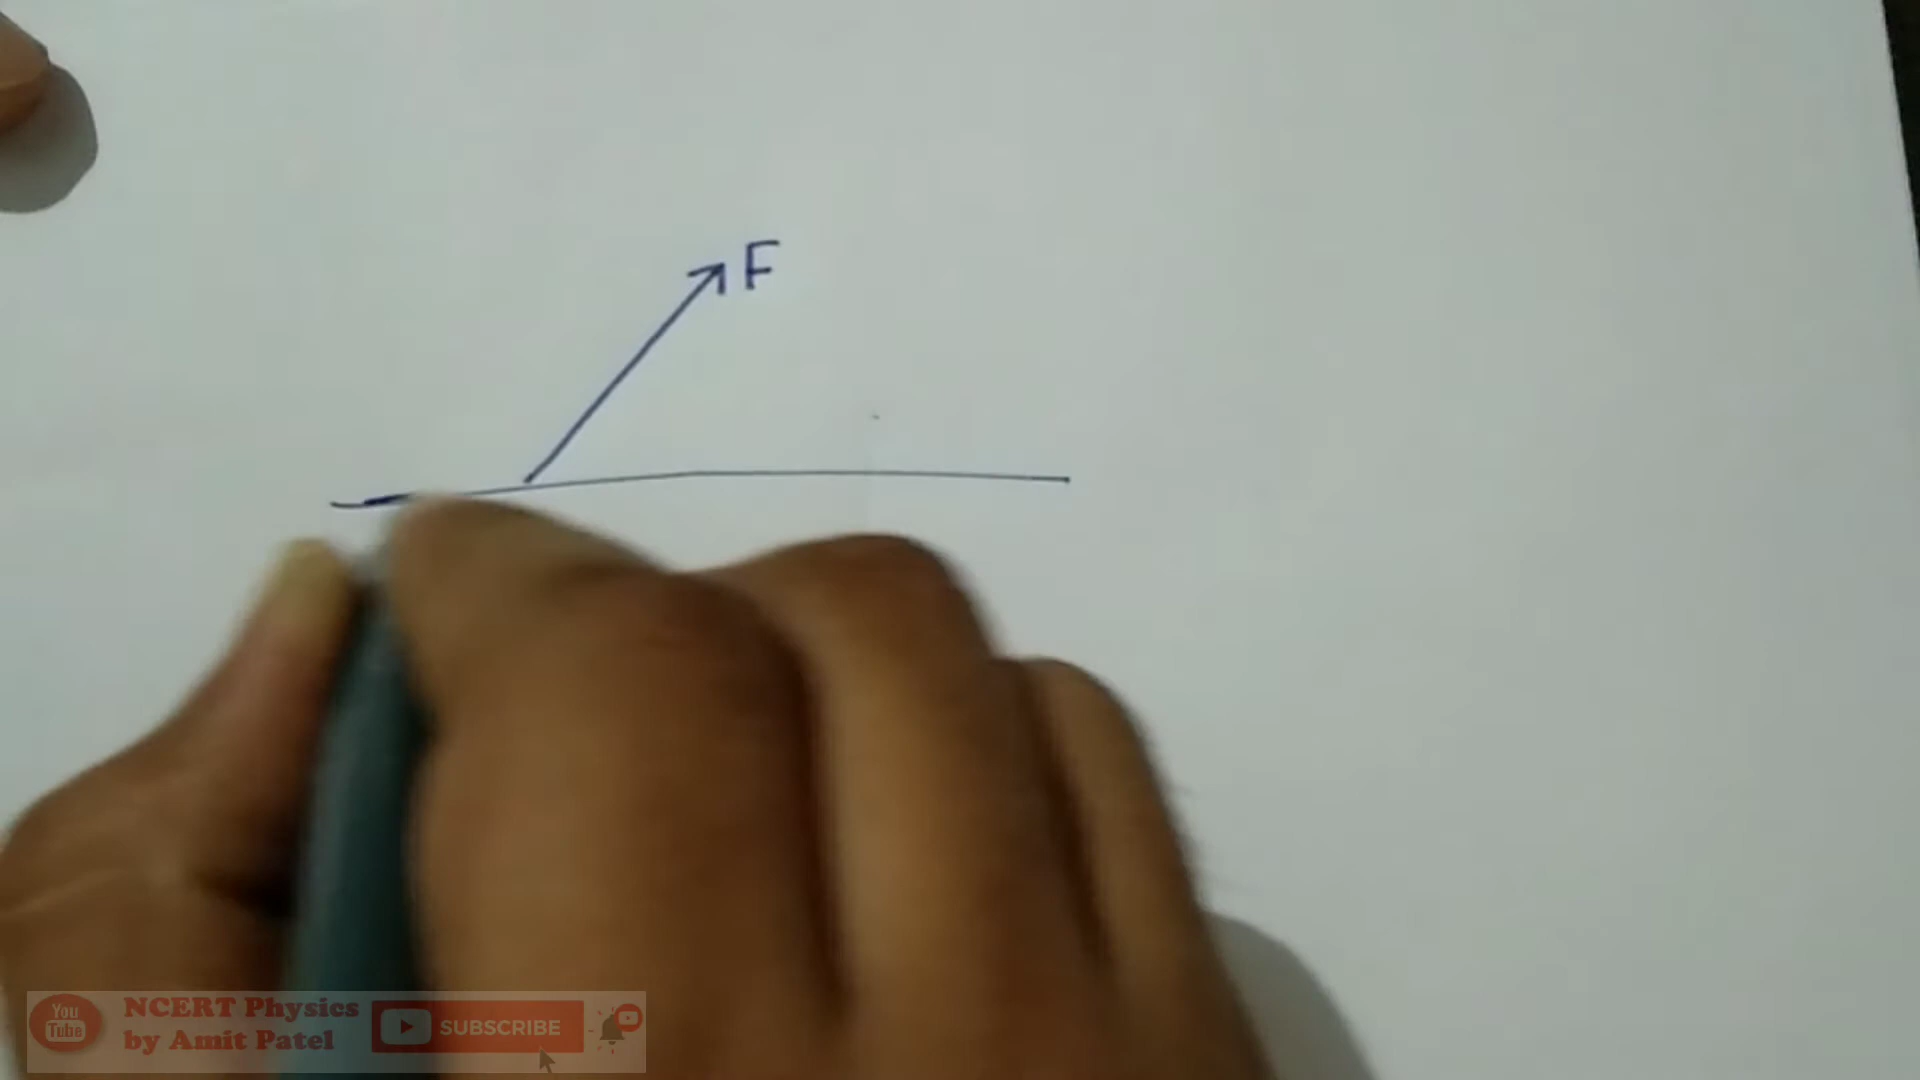 F
You
Tube
NCERT Physics
by Amit Patel
SUBSCRIBE